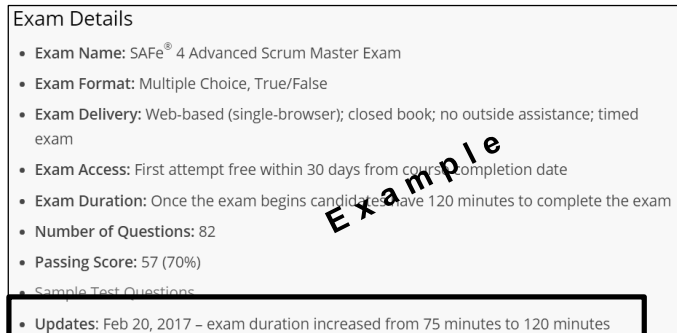 Exam Details
• Exam Name: SAFe® 4 Advanced Scrum Master Exam
• Exam Format: Multiple Choice, True/False
• Exam Delivery: Web-based (single-browser); closed book; no outside assistance; timed
exam
• Exam Access: First attempt free within 30 days from course completion date
• Exam Duration: Once the exam begins candidates have 120 minutes to complete the exam
Example
• Number of Questions: 82
• Passing Score: 57 (70%)
• Sample Test Questions
• Updates: Feb 20, 2017 – exam duration increased from 75 minutes to 120 minutes